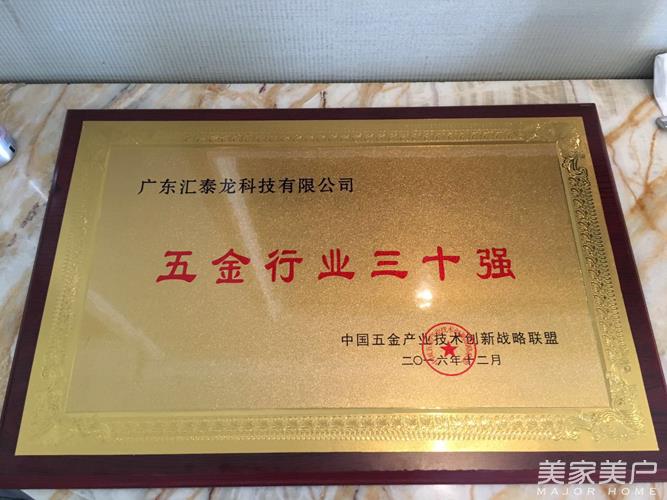 广东汇泰龙科技有限公司
五金行业三十强
中国五金产业技术创新战略联盟
二〇一六年十二月
美家美户
MAJOR HOME